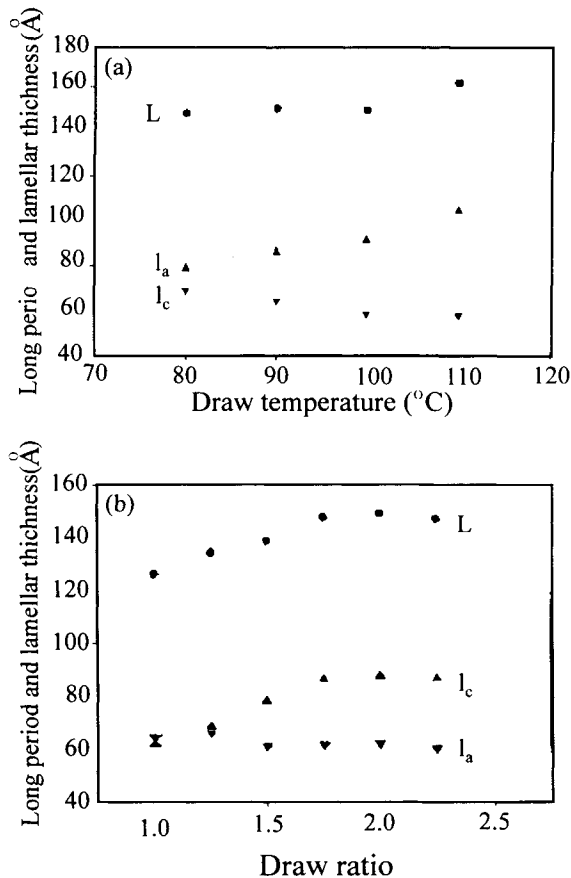 Long perio and lamellar thichness(Å)
(a)
180
160
140
120
100
80
60
40
L
lₐ
l_c
70 80 90 100 110 120
Draw temperature (°C)
Long period and lamellar thichness(Å)
(b)
160
140
120
100
80
60
40
L
l_c
lₐ
1.0 1.5 2.0 2.5
Draw ratio